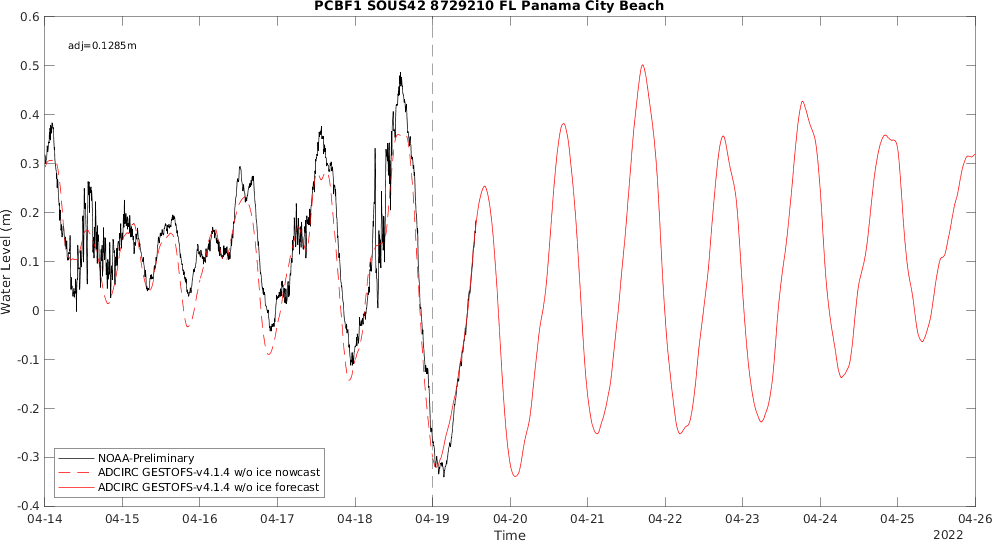 PCBF1 SOUS42 8729210 FL Panama City Beach
adj=0.1285m
Water Level (m)
0.6
0.5
0.4
0.3
0.2
0.1
0
-0.1
-0.2
-0.3
-0.4
NOAA-Preliminary
ADCIRC GESTOFS-v4.1.4 w/o ice nowcast
ADCIRC GESTOFS-v4.1.4 w/o ice forecast
04-14 04-15 04-16 04-17 04-18 04-19 04-20 04-21 04-22 04-23 04-24 04-25 04-26
Time
2022